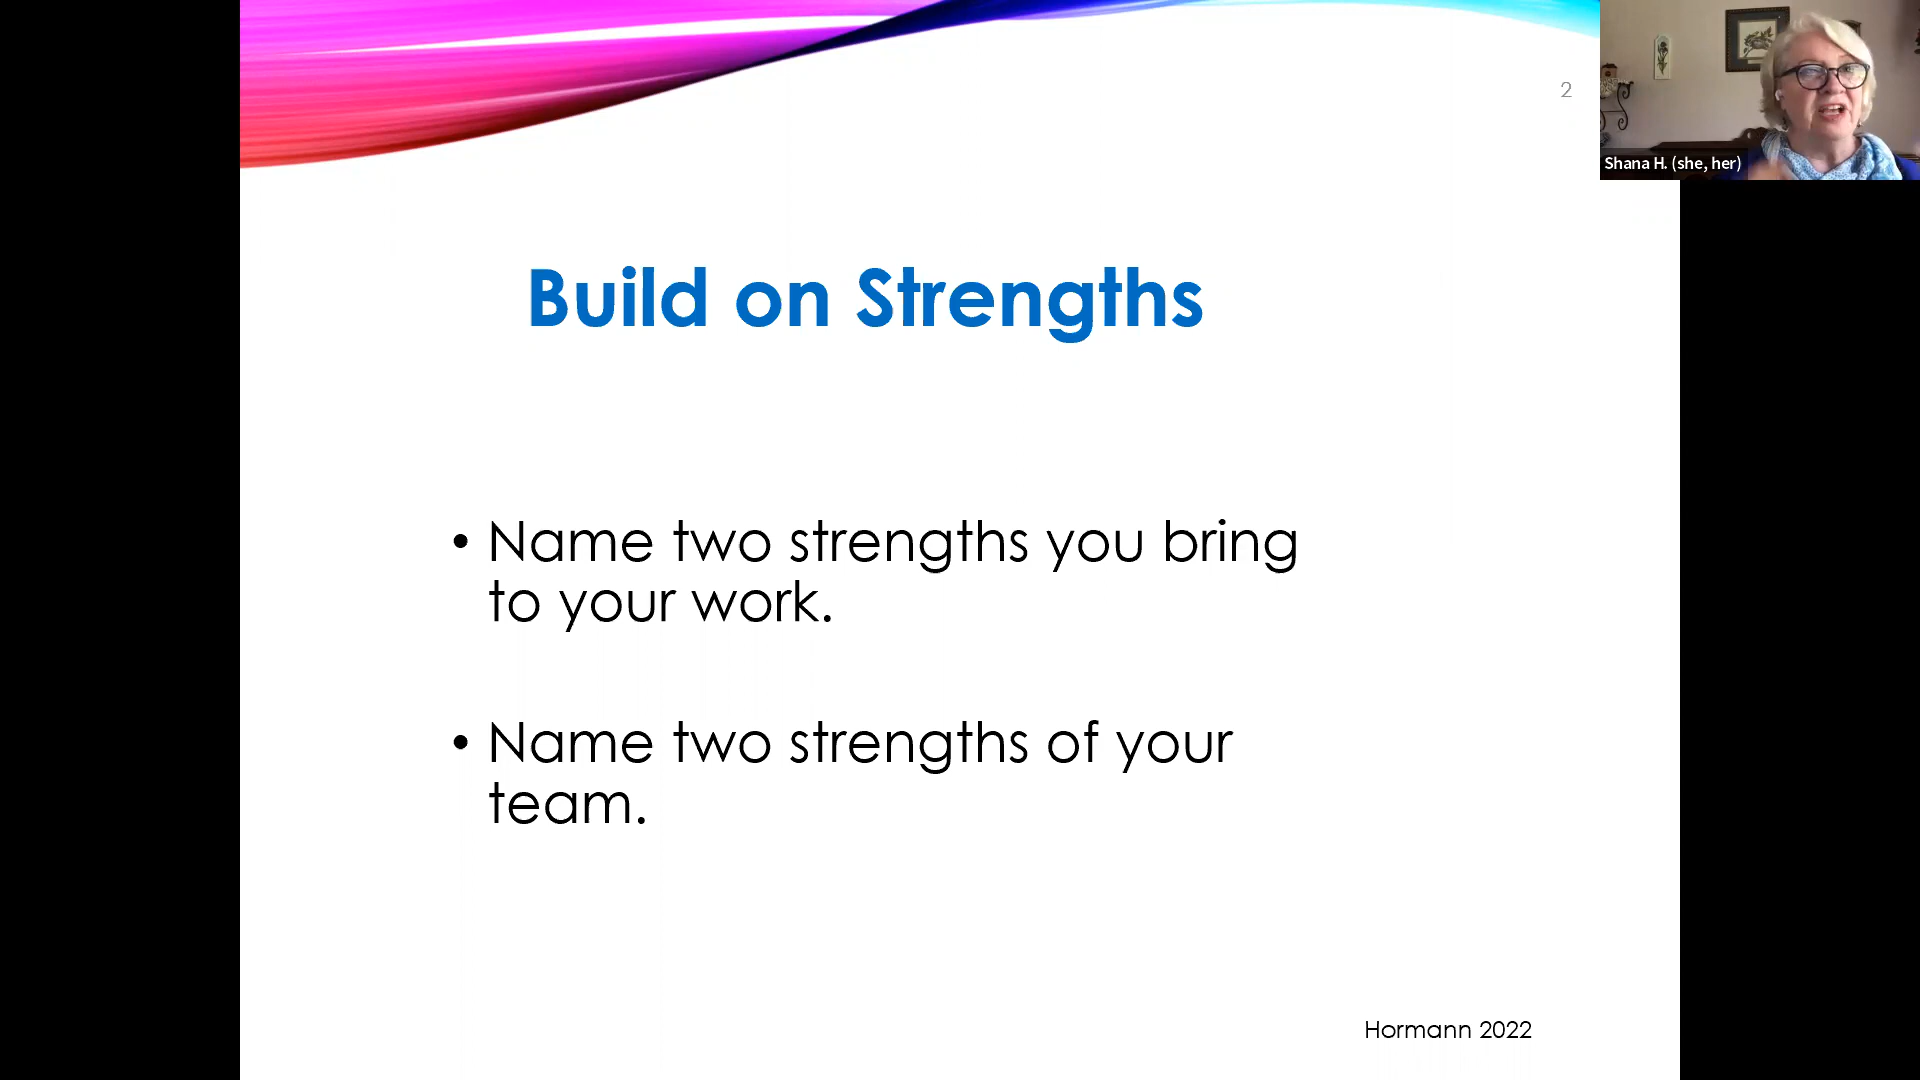 2
Shana H. (she, her)
Build on Strengths
• Name two strengths you bring
to your work.
• Name two strengths of your
team.
Hormann 2022